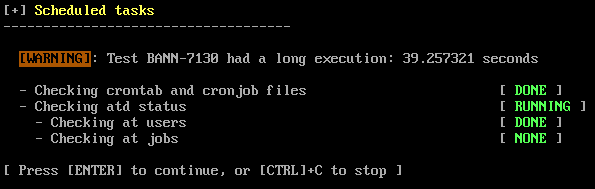 [+] Scheduled tasks
------------------------------------
[WARNING]: Test BANN-7130 had a long execution: 39.257321 seconds
- Checking crontab and cronjob files [ DONE ]
- Checking atd status [ RUNNING ]
- Checking at users [ DONE ]
- Checking at jobs [ NONE ]
[ Press [ENTER] to continue, or [CTRL]+C to stop ]